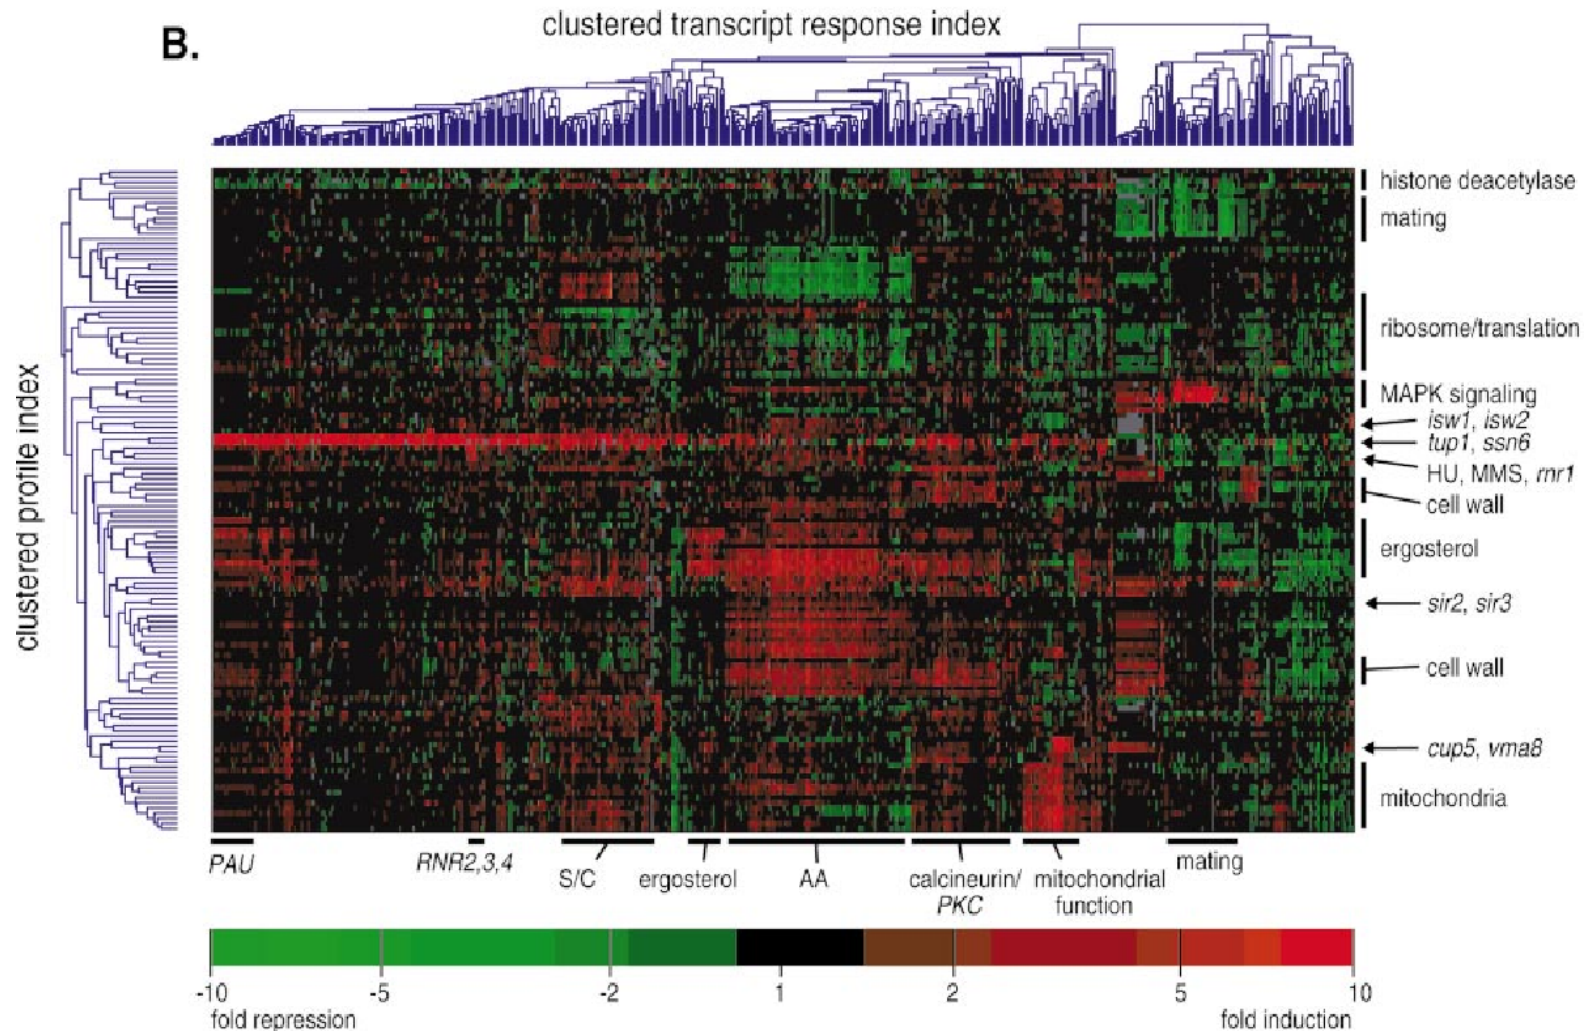 B.
clustered transcript response index
clustered profile index
histone deacetylase
mating
ribosome/translation
MAPK signaling
isw1, isw2
tup1, ssn6
HU, MMS, rnr1
cell wall
ergosterol
sir2, sir3
cell wall
cup5, vma8
mitochondria
PAU
RNR2,3,4
S/C
ergosterol
AA
calcineurin/
PKC
mitochondrial
function
mating
-10 -5 -2 1 2 5 10
fold repression fold induction